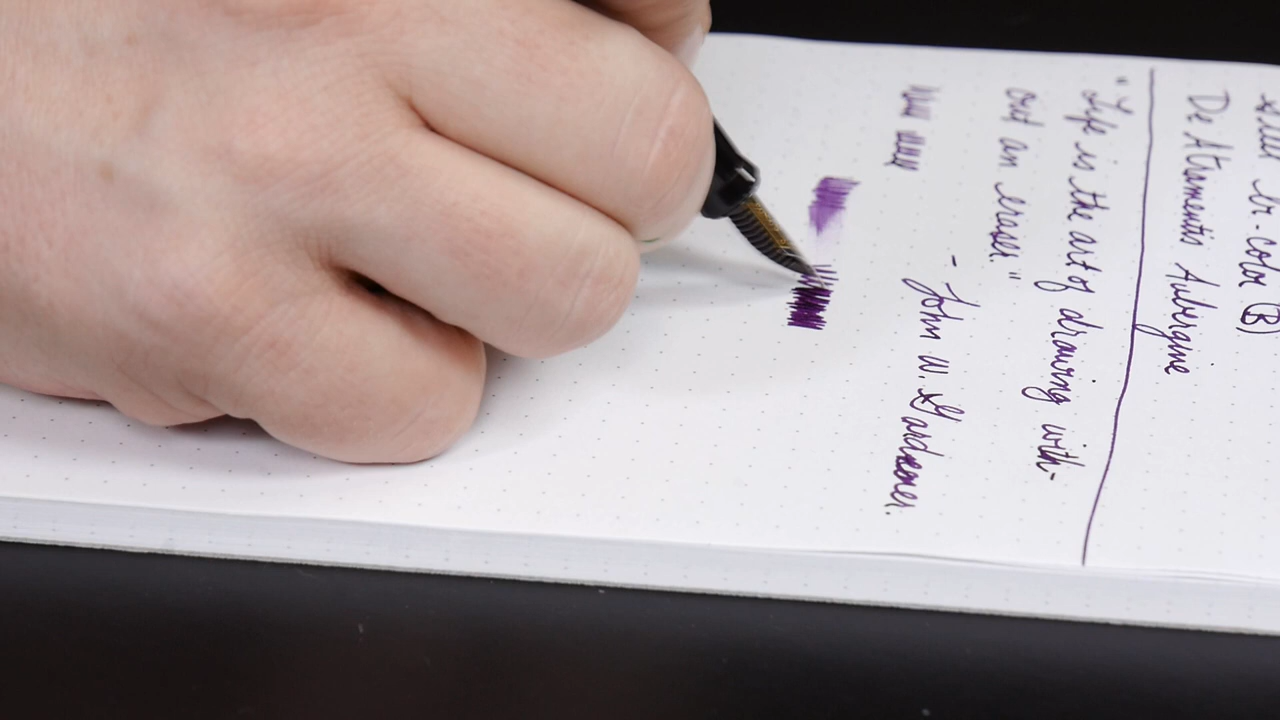 color (B)
De Atramentis Aubergine
"Life is the art of drawing with-
out an eraser."
- John W. Gardener.